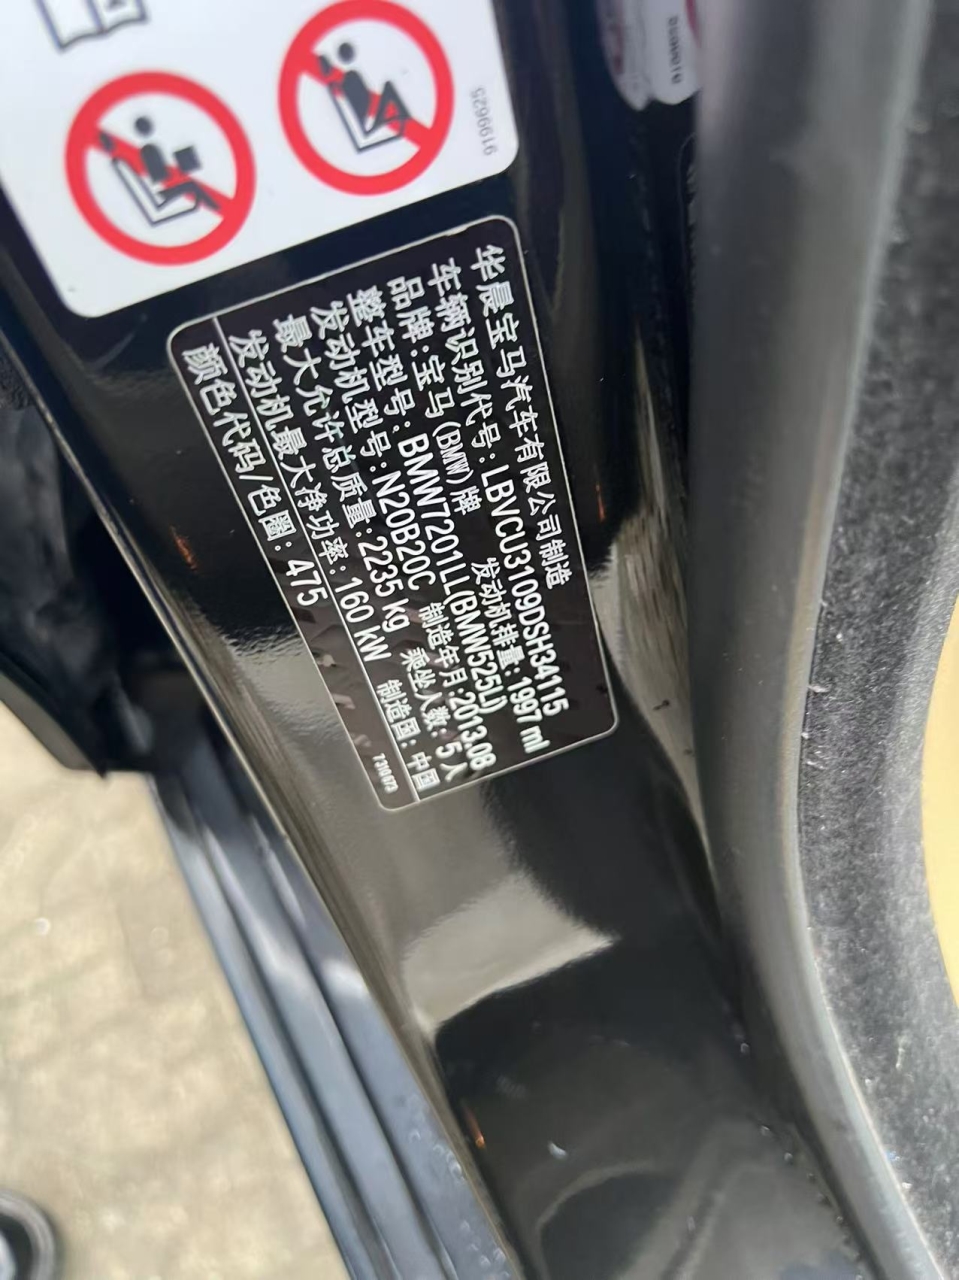 9199625
华晨宝马汽车有限公司制造
车辆识别代号: LBVCU3109DSH34115
品牌:宝马(BMW)牌 发动机排量:1997 ml
整车型号: BMW7201LL(BMW525Li)
发动机型号:N20B20C 制造年月:2013.08
最大允许总质量:2235 kg 乘坐人数: 5人
发动机最大净功率: 160 kW 制造国: 中国
颜色代码/色圈: 475